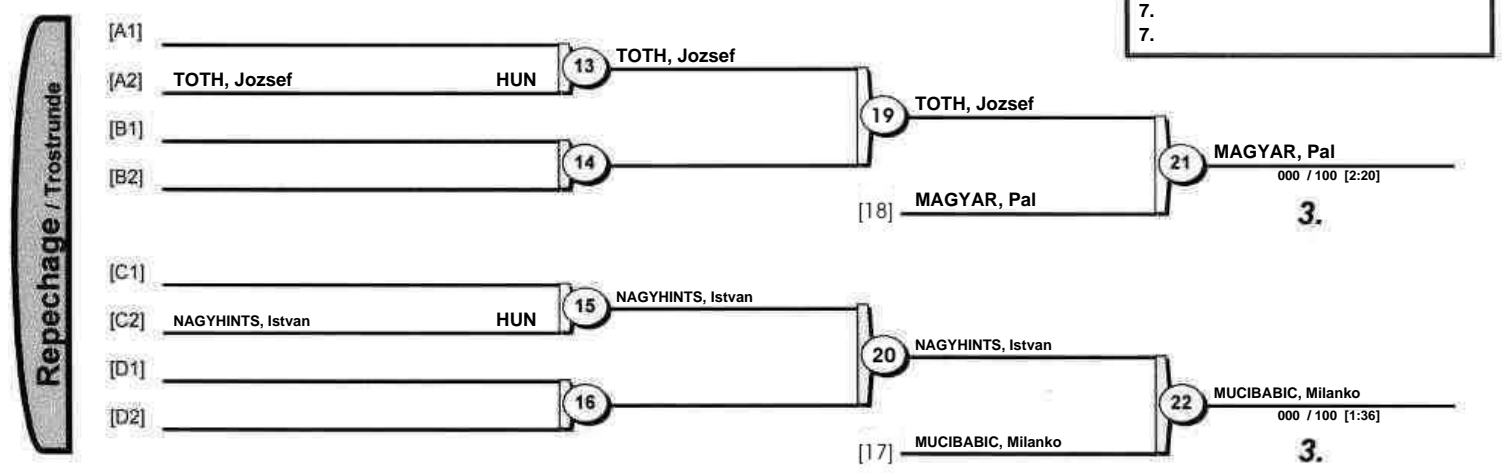 7.
7.
Repechage / Trostrunde
[A1]
[A2] TOTH, Jozsef HUN
13 TOTH, Jozsef
[B1]
[B2]
14
19 TOTH, Jozsef
[18] MAGYAR, Pal
21 MAGYAR, Pal
000 / 100 [2:20]
3.
[C1]
[C2] NAGYHINTS, Istvan HUN
15 NAGYHINTS, Istvan
[D1]
[D2]
16
20 NAGYHINTS, Istvan
[17] MUCIBABIC, Milanko
22 MUCIBABIC, Milanko
000 / 100 [1:36]
3.